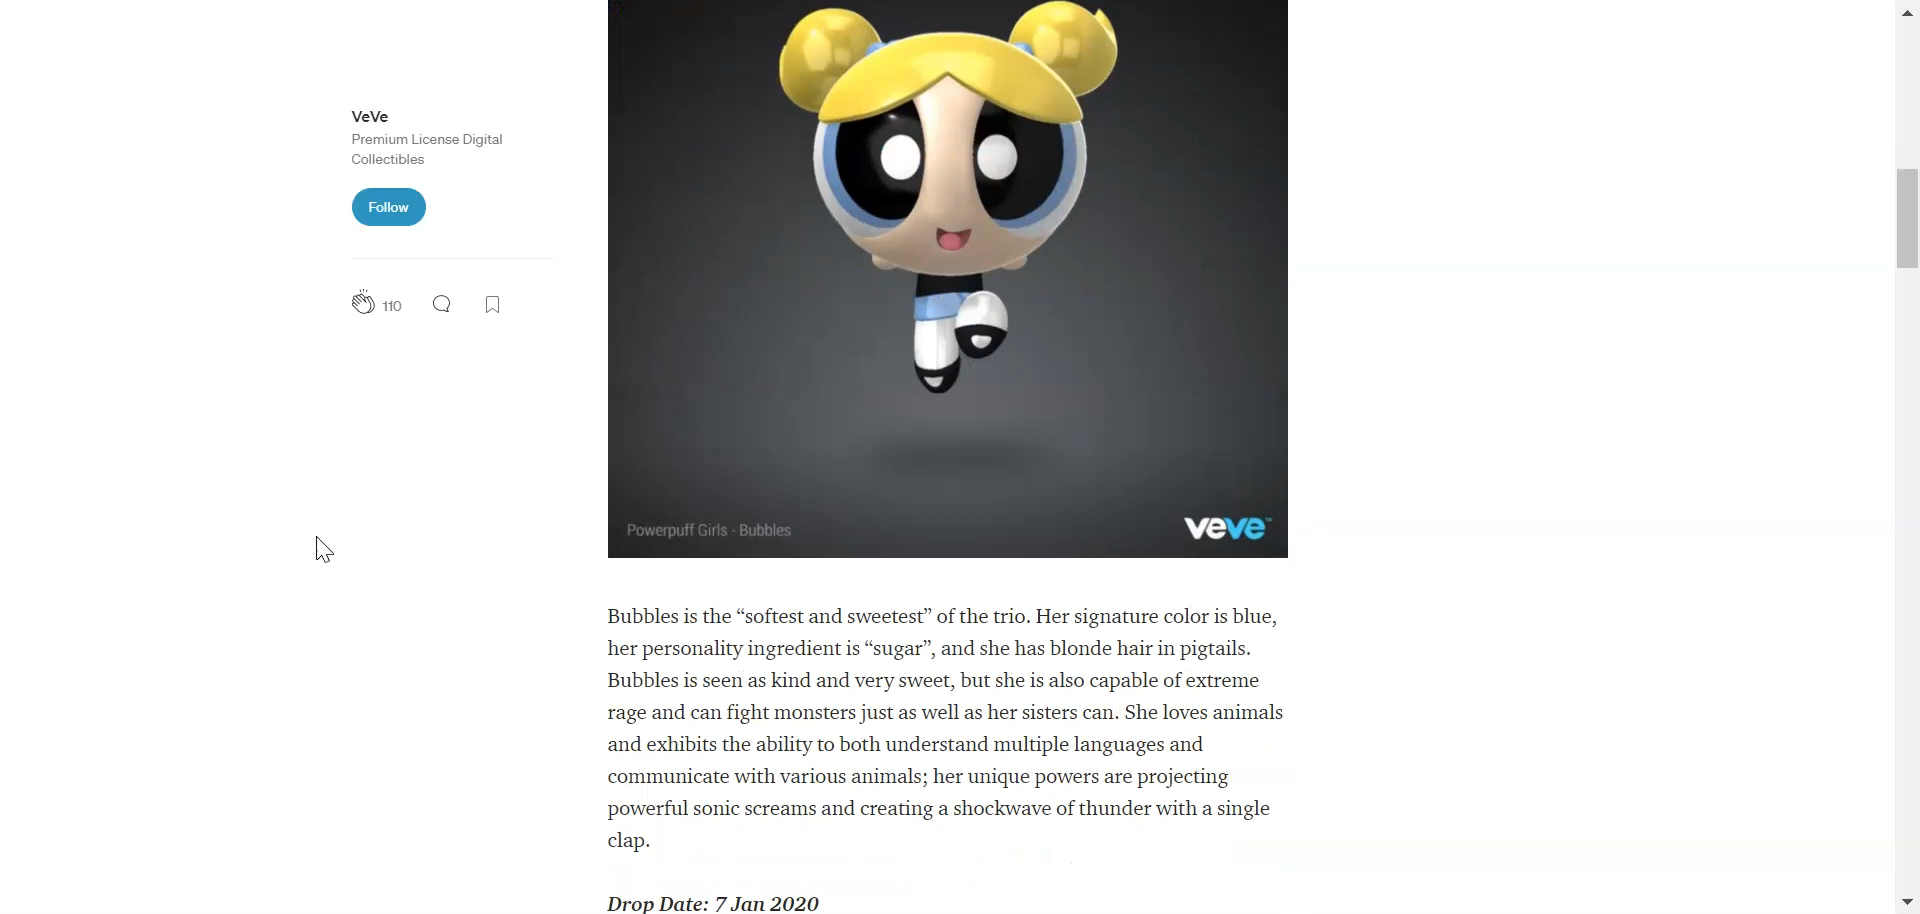 VeVe
Premium License Digital
Collectibles
Follow
110
Powerpuff Girls - Bubbles
veve™
Bubbles is the “softest and sweetest” of the trio. Her signature color is blue,
her personality ingredient is “sugar”, and she has blonde hair in pigtails.
Bubbles is seen as kind and very sweet, but she is also capable of extreme
rage and can fight monsters just as well as her sisters can. She loves animals
and exhibits the ability to both understand multiple languages and
communicate with various animals; her unique powers are projecting
powerful sonic screams and creating a shockwave of thunder with a single
clap.
Drop Date: 7 Jan 2020